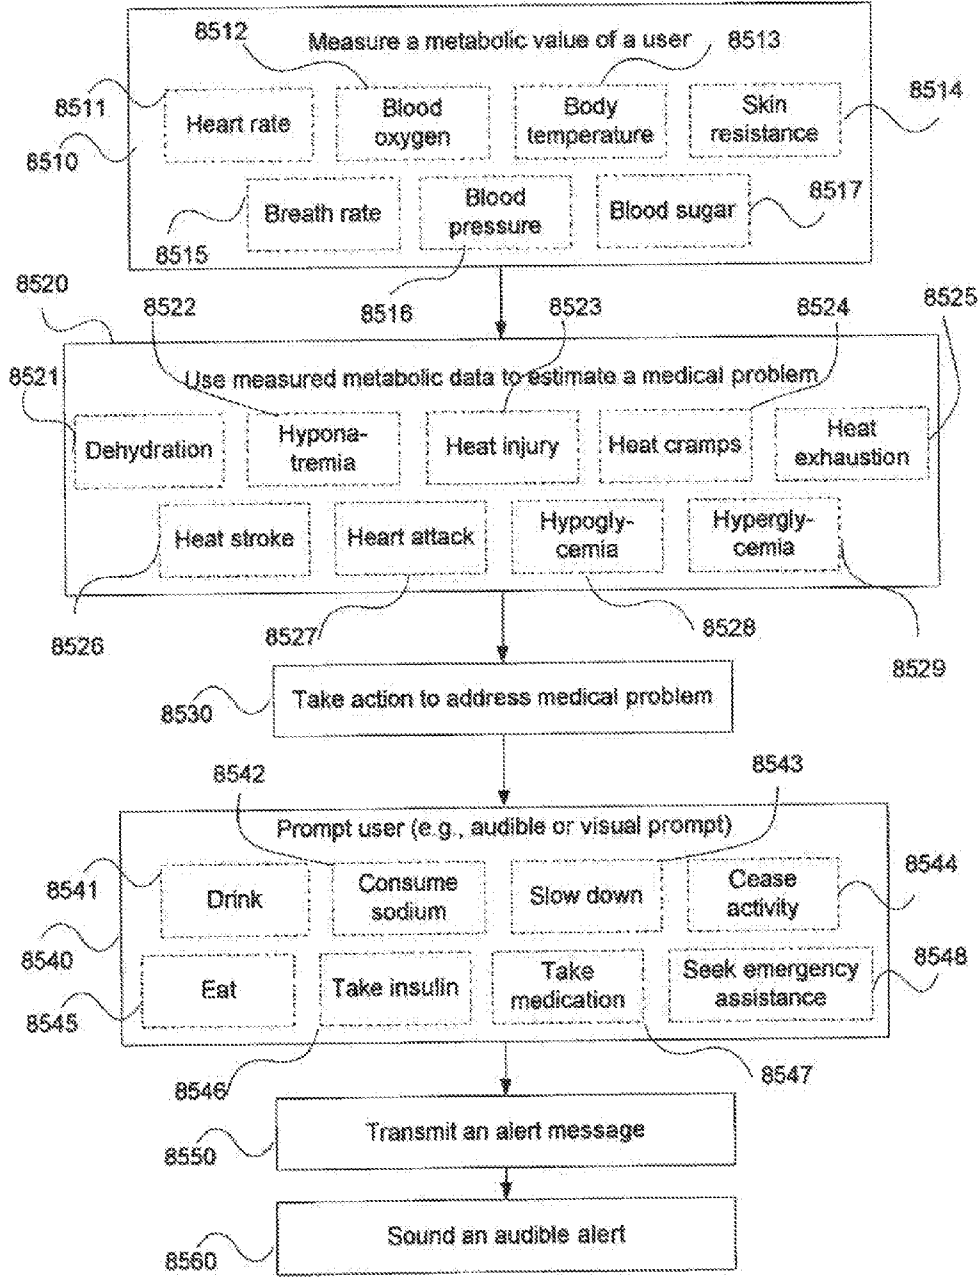 8512
Measure a metabolic value of a user
8513
8511
8514
Heart rate
Blood
oxygen
Body
temperature
Skin
resistance
8510
8517
Breath rate
Blood
pressure
Blood sugar
8515
8516
8520
8522
8523
8524
8525
8521
Use measured metabolic data to estimate a medical problem
Dehydration
Hypona-
tremia
Heat injury
Heat cramps
Heat
exhaustion
Heat stroke
Heart attack
Hypogly-
cemia
Hypergly-
cemia
8526
8527
8528
8529
8530
Take action to address medical problem
8542
8543
Prompt user (e.g., audible or visual prompt)
8541
8544
Drink
Consume
sodium
Slow down
Cease
activity
8540
8548
Eat
Take insulin
Take
medication
Seek emergency
assistance
8545
8546
8547
Transmit an alert message
8550
Sound an audible alert
8560